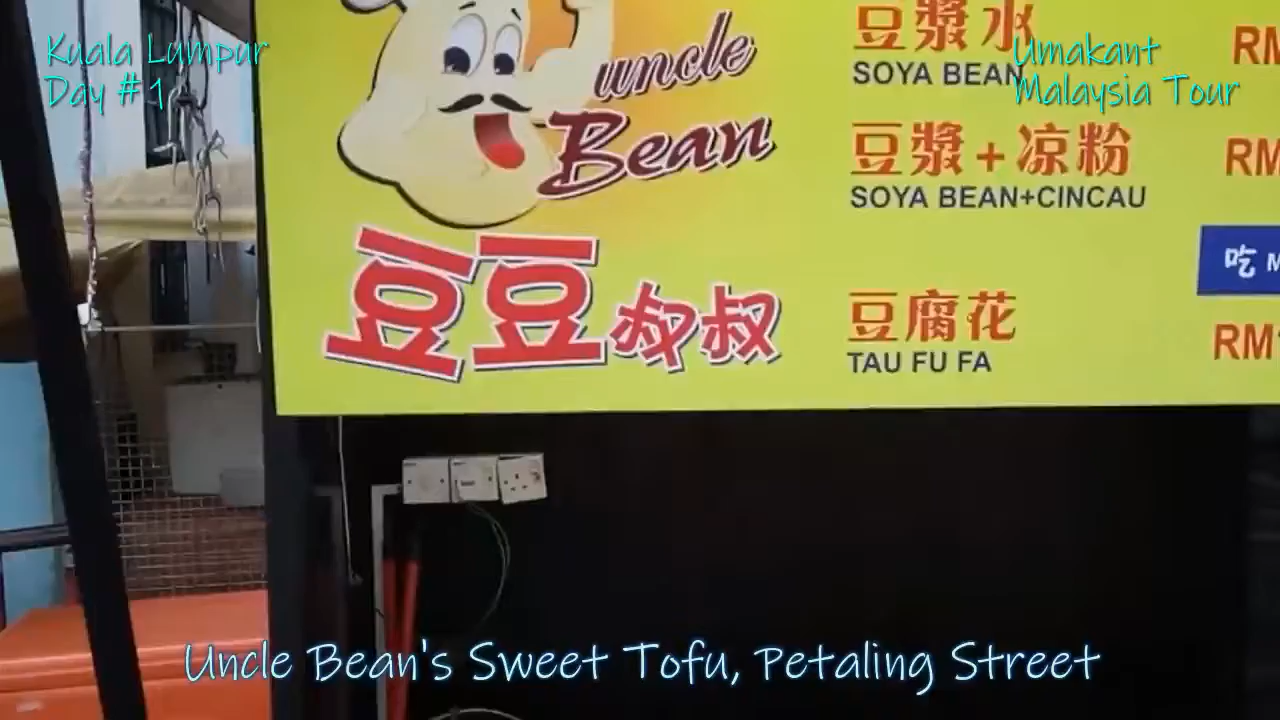 Kuala Lumpur
Day #1
Umakant
Malaysia Tour
uncle
Bean
豆豆叔叔
豆漿水
SOYA BEAN
RM
豆漿+凉粉
SOYA BEAN+CINCAU
RM
吃 M
豆腐花
TAU FU FA
RM
Uncle Bean's Sweet Tofu, Petaling Street